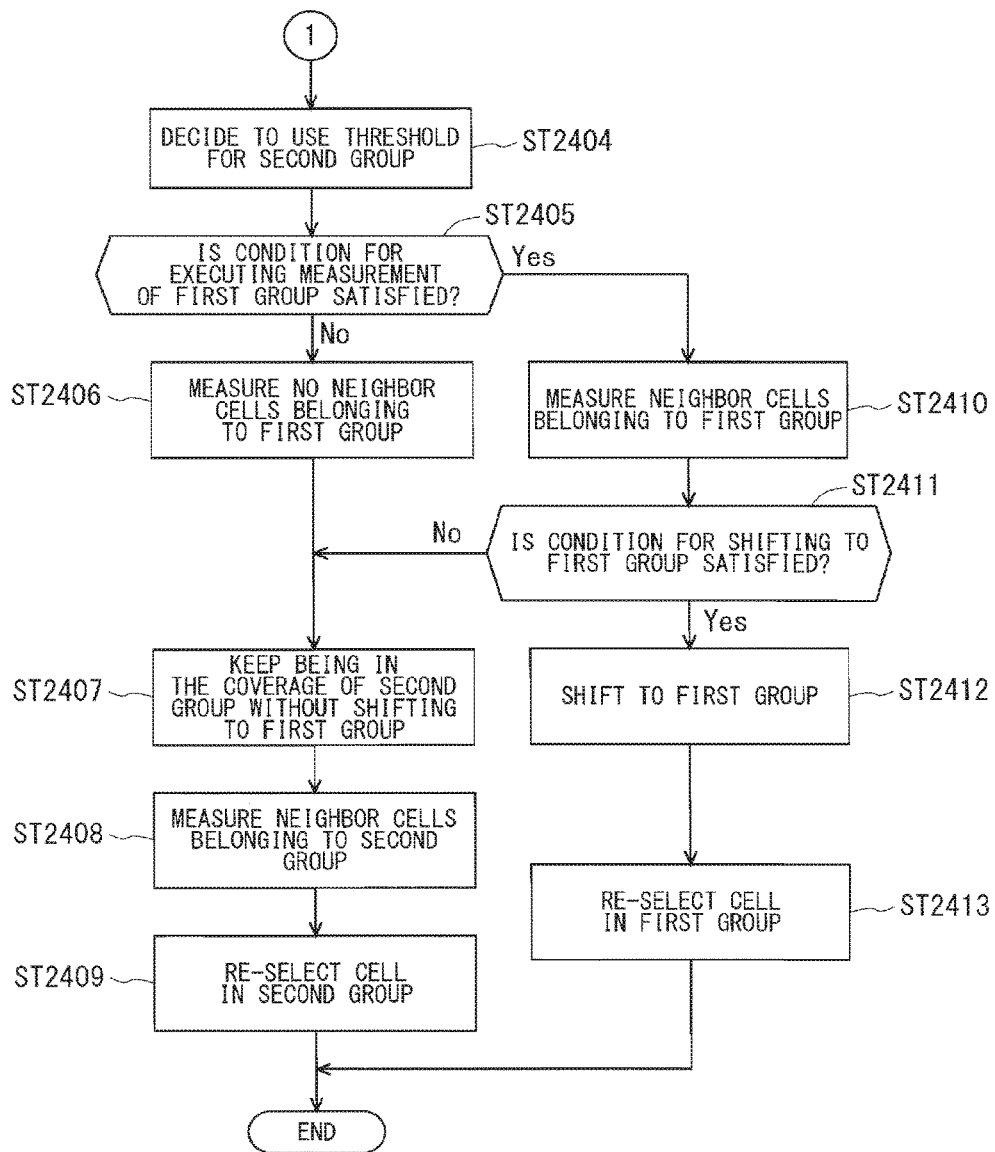 1
DECIDE TO USE THRESHOLD
FOR SECOND GROUP
ST2404
ST2405
IS CONDITION FOR
EXECUTING MEASUREMENT
OF FIRST GROUP SATISFIED?
Yes
No
ST2406
MEASURE NO NEIGHBOR
CELLS BELONGING
TO FIRST GROUP
MEASURE NEIGHBOR CELLS
BELONGING TO FIRST GROUP
ST2410
ST2411
No
IS CONDITION FOR SHIFTING TO
FIRST GROUP SATISFIED?
Yes
ST2407
KEEP BEING IN
THE COVERAGE OF SECOND
GROUP WITHOUT SHIFTING
TO FIRST GROUP
SHIFT TO FIRST GROUP
ST2412
ST2408
MEASURE NEIGHBOR CELLS
BELONGING TO SECOND
GROUP
RE-SELECT CELL
IN FIRST GROUP
ST2413
ST2409
RE-SELECT CELL
IN SECOND GROUP
END